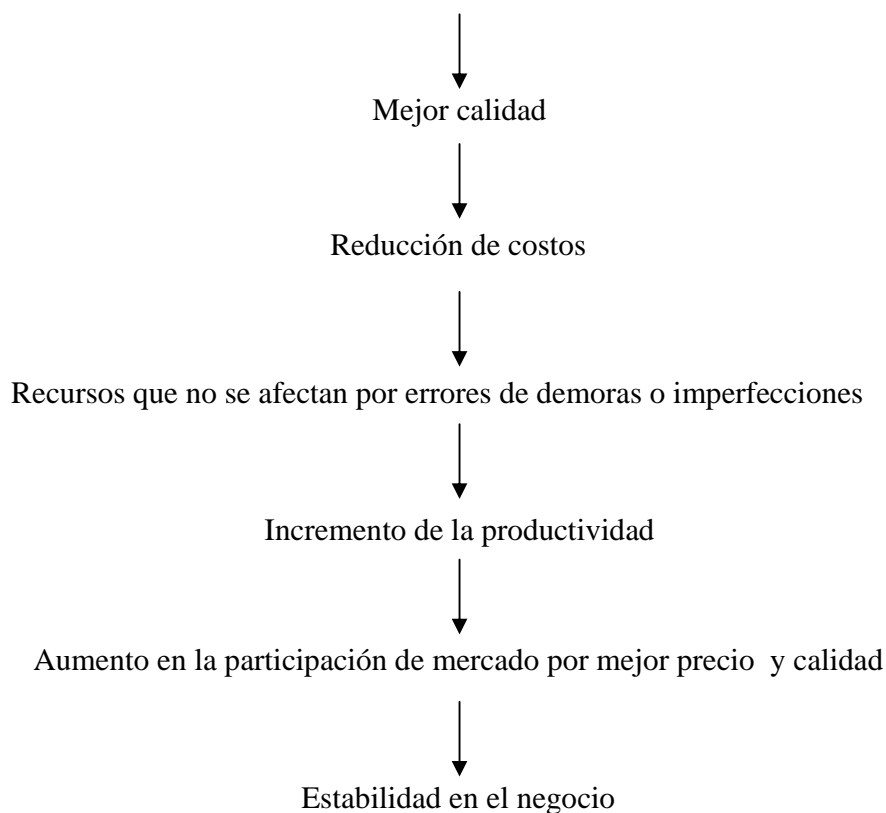 Mejor calidad
Reducción de costos
Recursos que no se afectan por errores de demoras o imperfecciones
Incremento de la productividad
Aumento en la participación de mercado por mejor precio y calidad
Estabilidad en el negocio